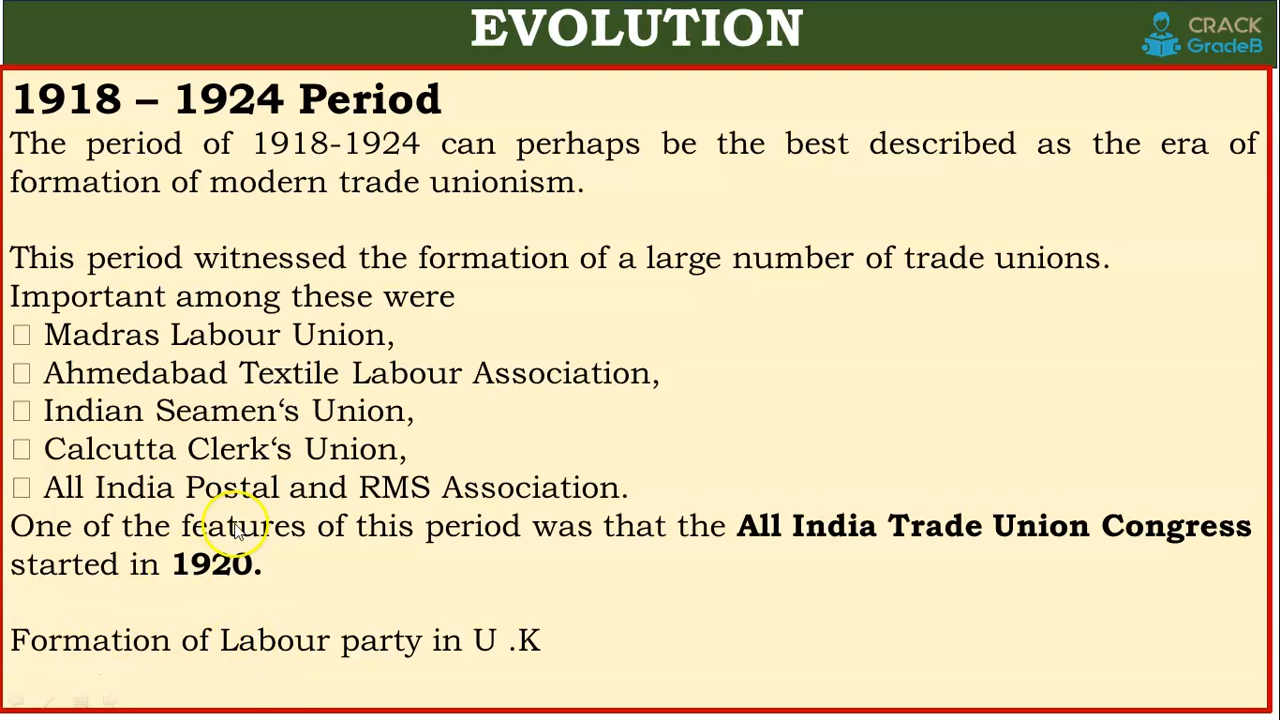 EVOLUTION
CRACK
GradeB
1918 – 1924 Period
The period of 1918-1924 can perhaps be the best described as the era of
formation of modern trade unionism.
This period witnessed the formation of a large number of trade unions.
Important among these were
□ Madras Labour Union,
□ Ahmedabad Textile Labour Association,
□ Indian Seamen‘s Union,
□ Calcutta Clerk‘s Union,
□ All India Postal and RMS Association.
One of the features of this period was that the All India Trade Union Congress
started in 1920.
Formation of Labour party in U .K